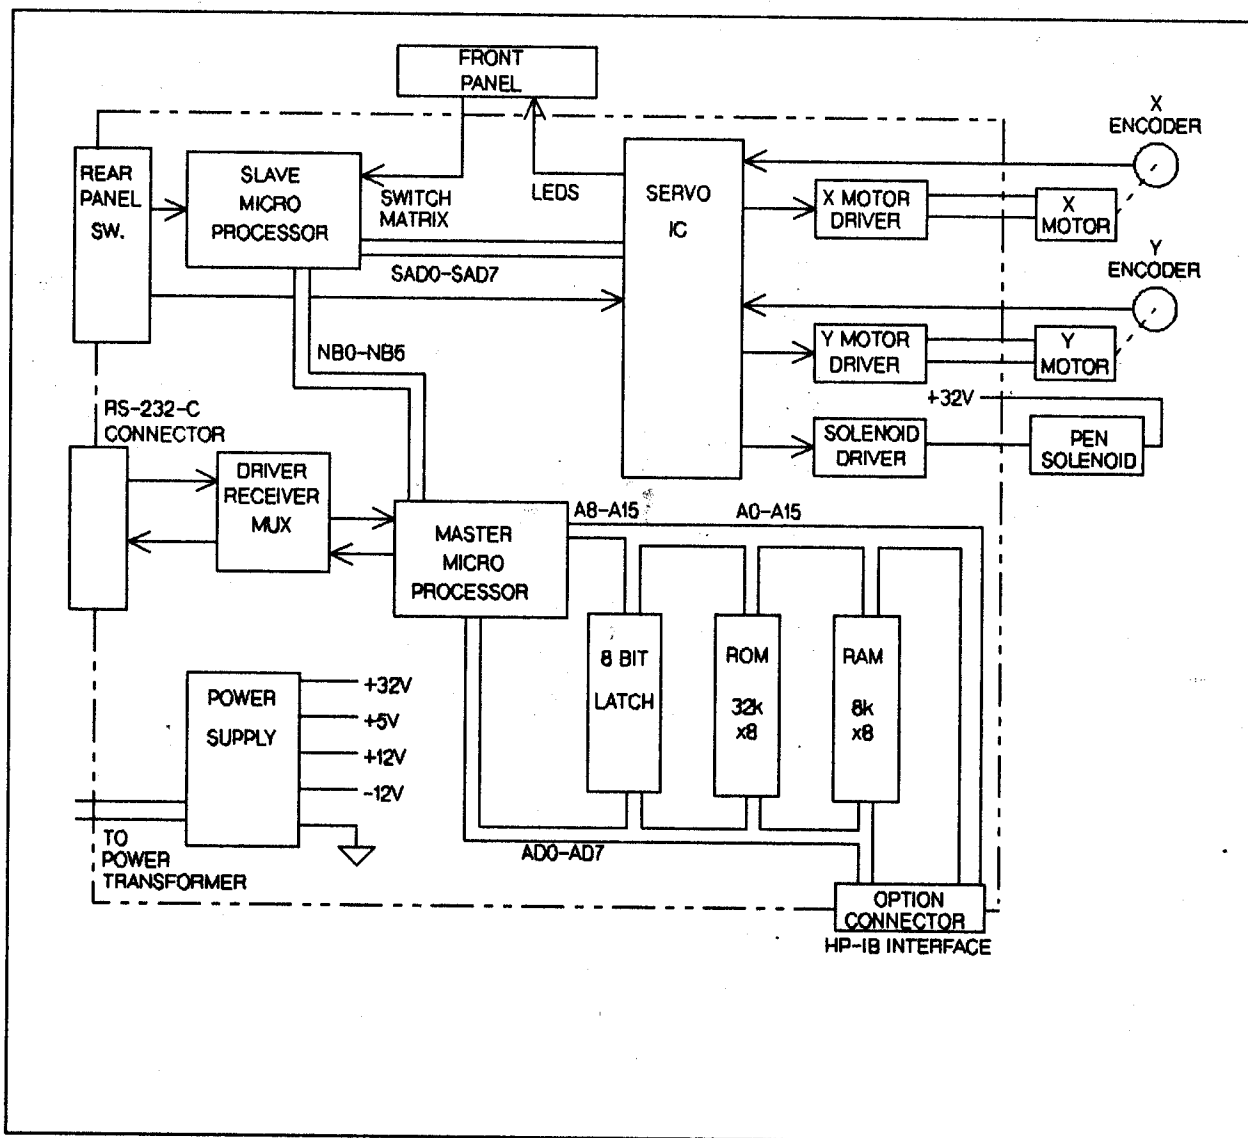 FRONT
PANEL
X
ENCODER
REAR
PANEL
SW.
SLAVE
MICRO
PROCESSOR
SWITCH
MATRIX
LEDS
SERVO
IC
X MOTOR
DRIVER
X
MOTOR
SAD0-SAD7
Y
ENCODER
NB0-NB6
Y MOTOR
DRIVER
Y
MOTOR
+32V
RS-232-C
CONNECTOR
SOLENOID
DRIVER
PEN
SOLENOID
DRIVER
RECEIVER
MUX
MASTER
MICRO
PROCESSOR
A8-A15
A0-A15
8 BIT
LATCH
ROM
32k
x8
RAM
8k
x8
POWER
SUPPLY
+32V
+5V
+12V
-12V
TO
POWER
TRANSFORMER
AD0-AD7
OPTION
CONNECTOR
HP-IB INTERFACE